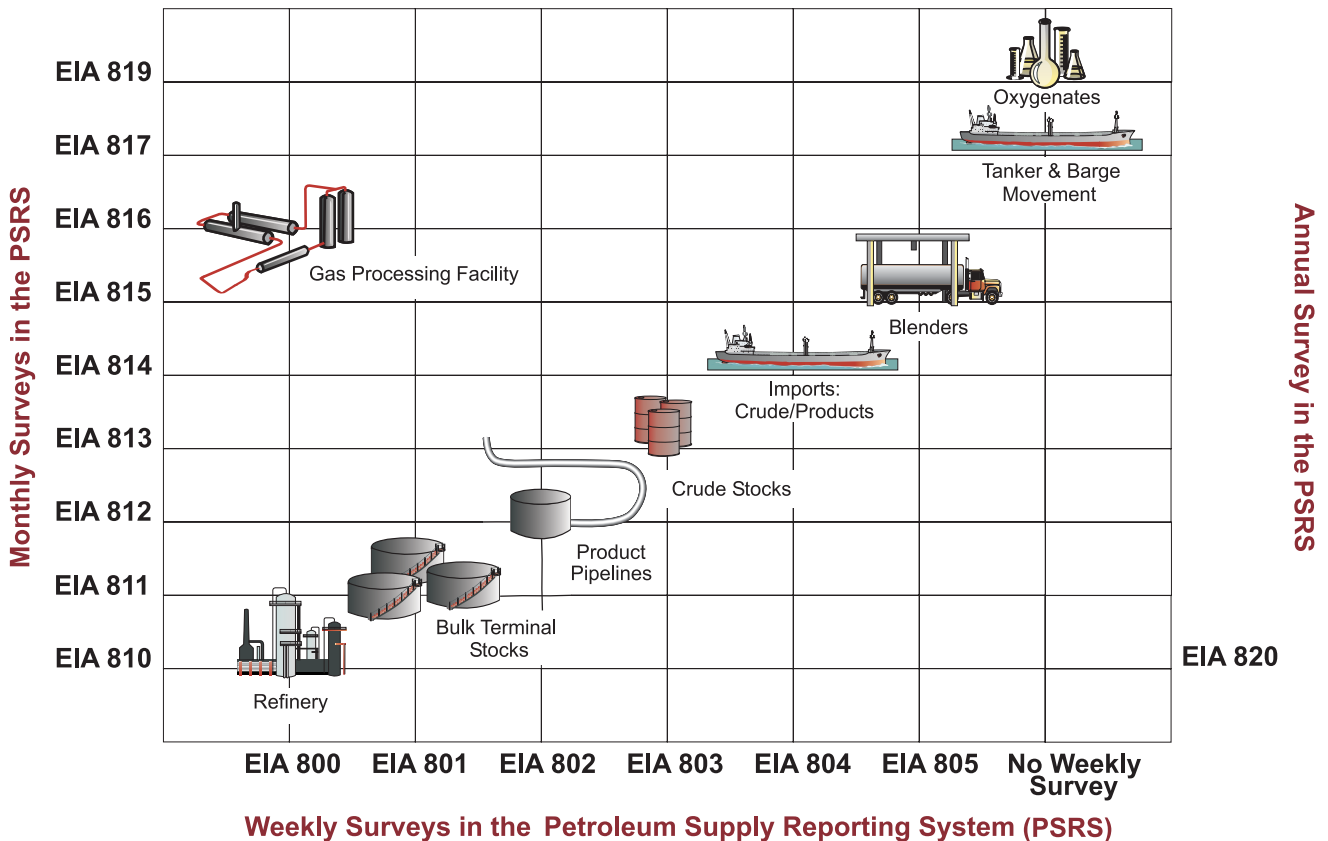 EIA 819
EIA 817
EIA 816
EIA 815
EIA 814
EIA 813
EIA 812
EIA 811
EIA 810
Monthly Surveys in the PSRS
Oxygenates
Tanker & Barge
Movement
Gas Processing Facility
Blenders
Imports:
Crude/Products
Crude Stocks
Product
Pipelines
Bulk Terminal
Stocks
Refinery
Annual Survey in the PSRS
EIA 820
EIA 800
EIA 801
EIA 802
EIA 803
EIA 804
EIA 805
No Weekly
Survey
Weekly Surveys in the Petroleum Supply Reporting System (PSRS)